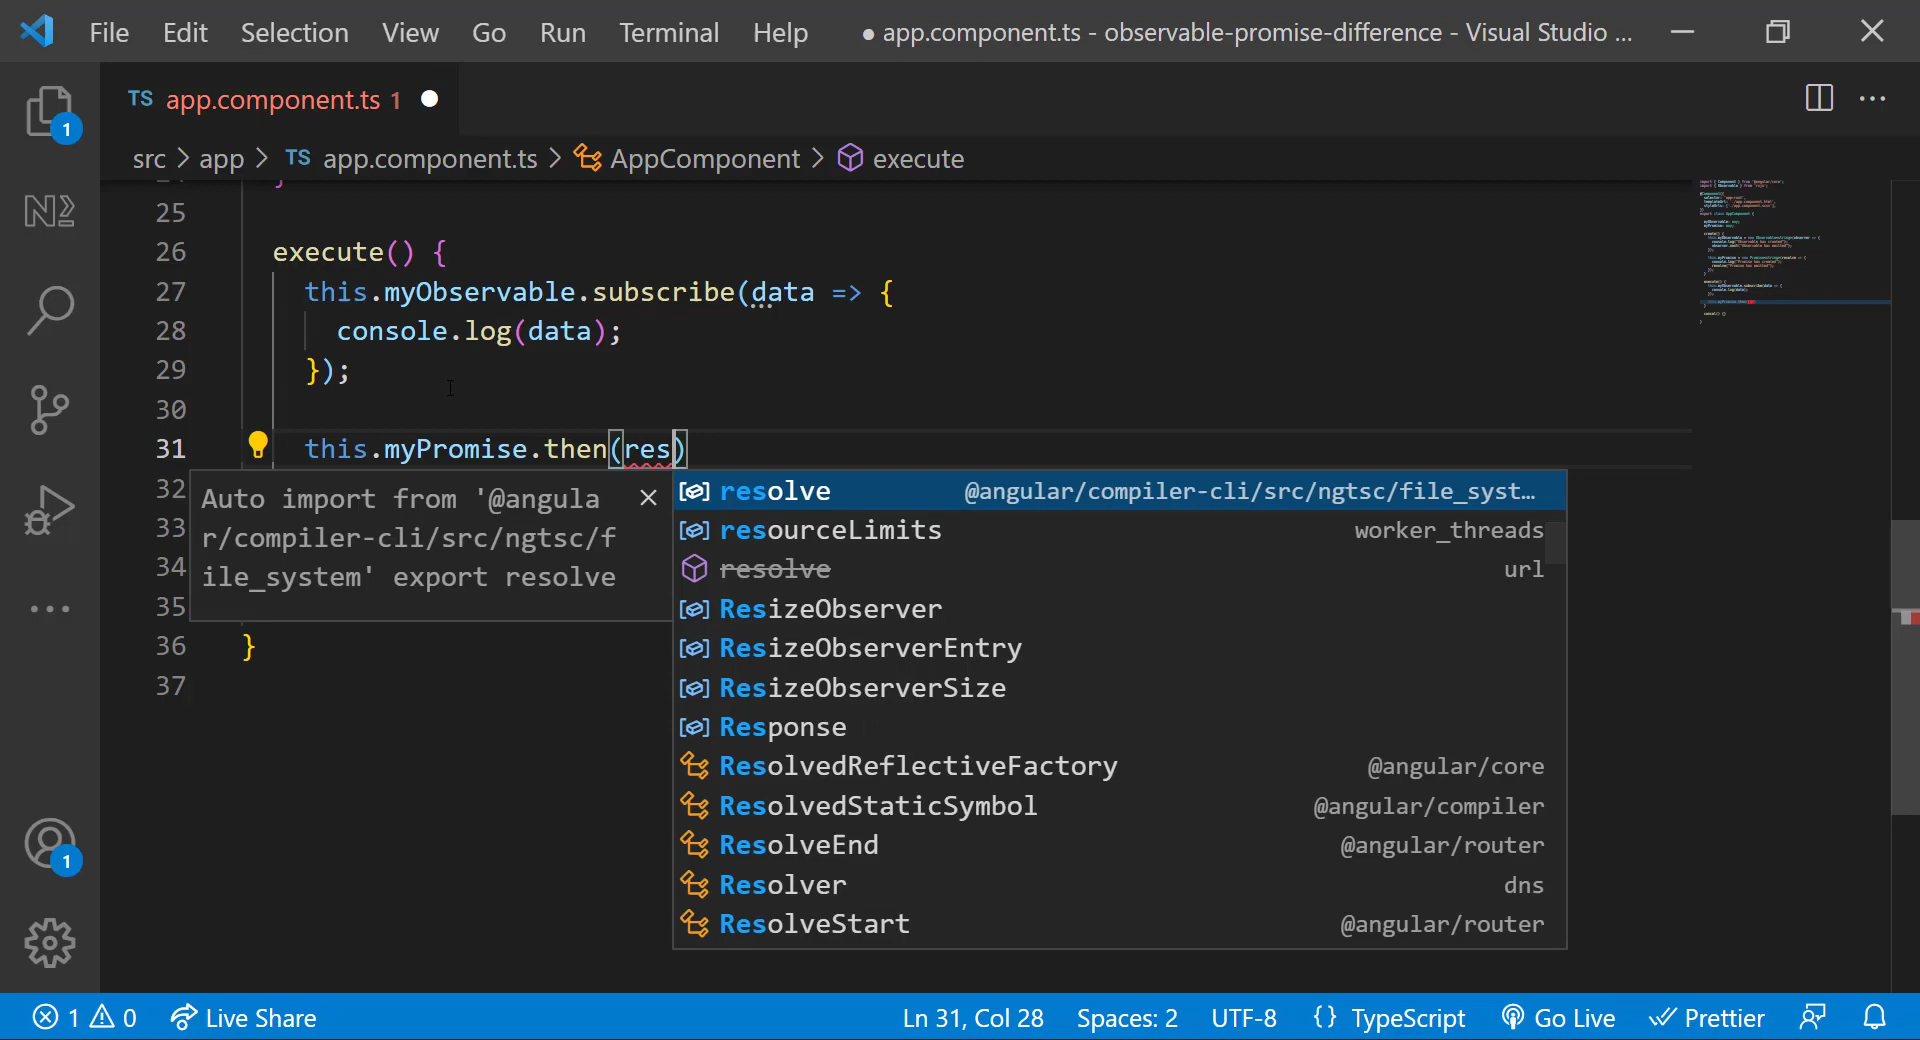 File Edit Selection View Go Run Terminal Help ● app.component.ts - observable-promise-difference - Visual Studio ...
TS app.component.ts 1
src > app > TS app.component.ts > AppComponent > execute
25
26 execute() {
27 this.myObservable.subscribe(data => {
28 console.log(data);
29 });
30
31 this.myPromise.then(res)
32
33
34
35
36 }
37
Auto import from '@angula
r/compiler-cli/src/ngtsc/f
ile_system' export resolve
resolve @angular/compiler-cli/src/ngtsc/file_syst…
resourceLimits worker_threads
resolve url
ResizeObserver
ResizeObserverEntry
ResizeObserverSize
Response
ResolvedReflectiveFactory @angular/core
ResolvedStaticSymbol @angular/compiler
ResolveEnd @angular/router
Resolver dns
ResolveStart @angular/router
1
1
1 0 Live Share Ln 31, Col 28 Spaces: 2 UTF-8 {} TypeScript Go Live Prettier